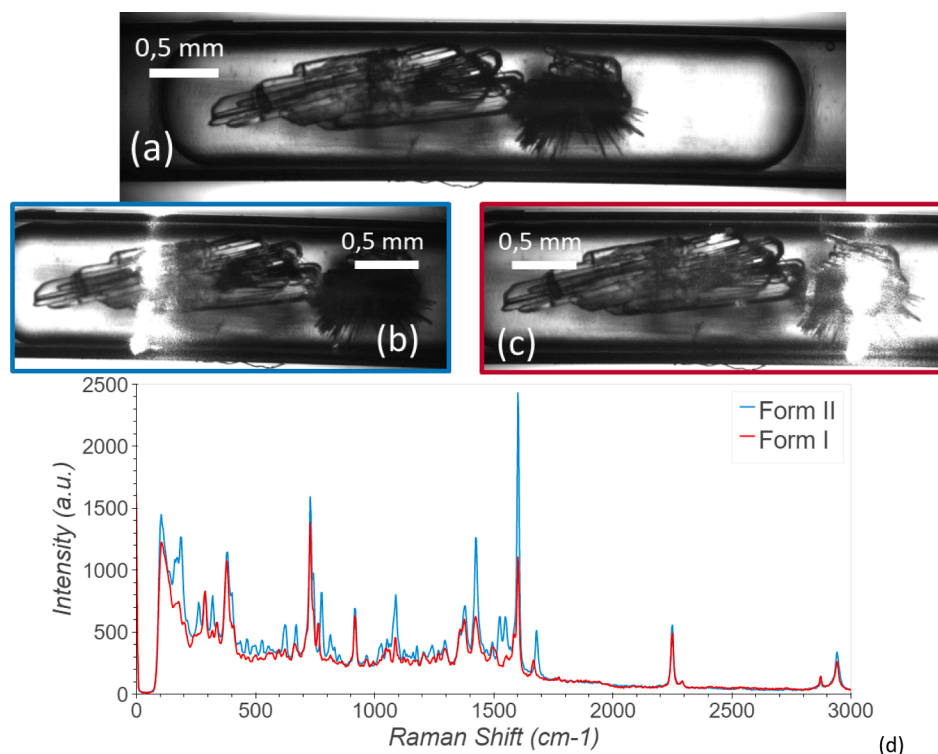 0,5 mm
(a)
0,5 mm
(b)
0,5 mm
(c)
2500
2000
1500
1000
500
0
Intensity (a.u.)
Form II
Form I
0
500
1000
1500
2000
2500
3000
Raman Shift (cm-1)
(d)